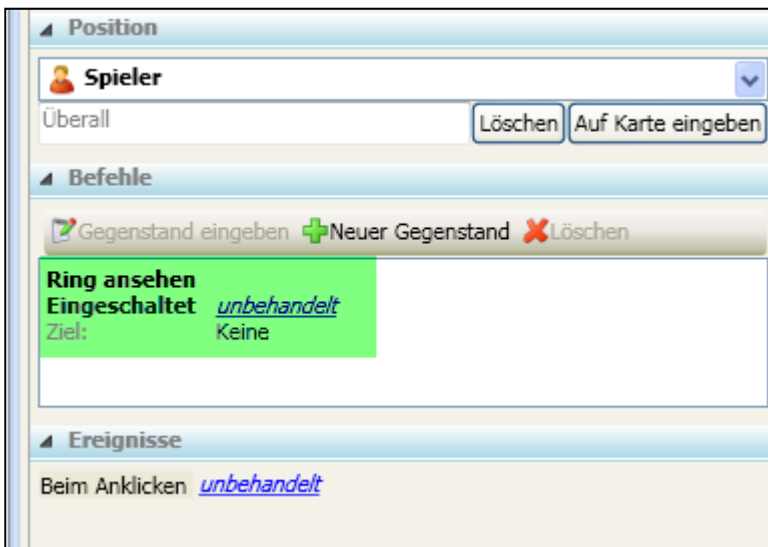 Position
Spieler
Überall Löschen Auf Karte eingeben
Befehle
Gegenstand eingeben Neuer Gegenstand Löschen
Ring ansehen
Eingeschaltet unbehandelt
Ziel: Keine
Ereignisse
Beim Anklicken unbehandelt